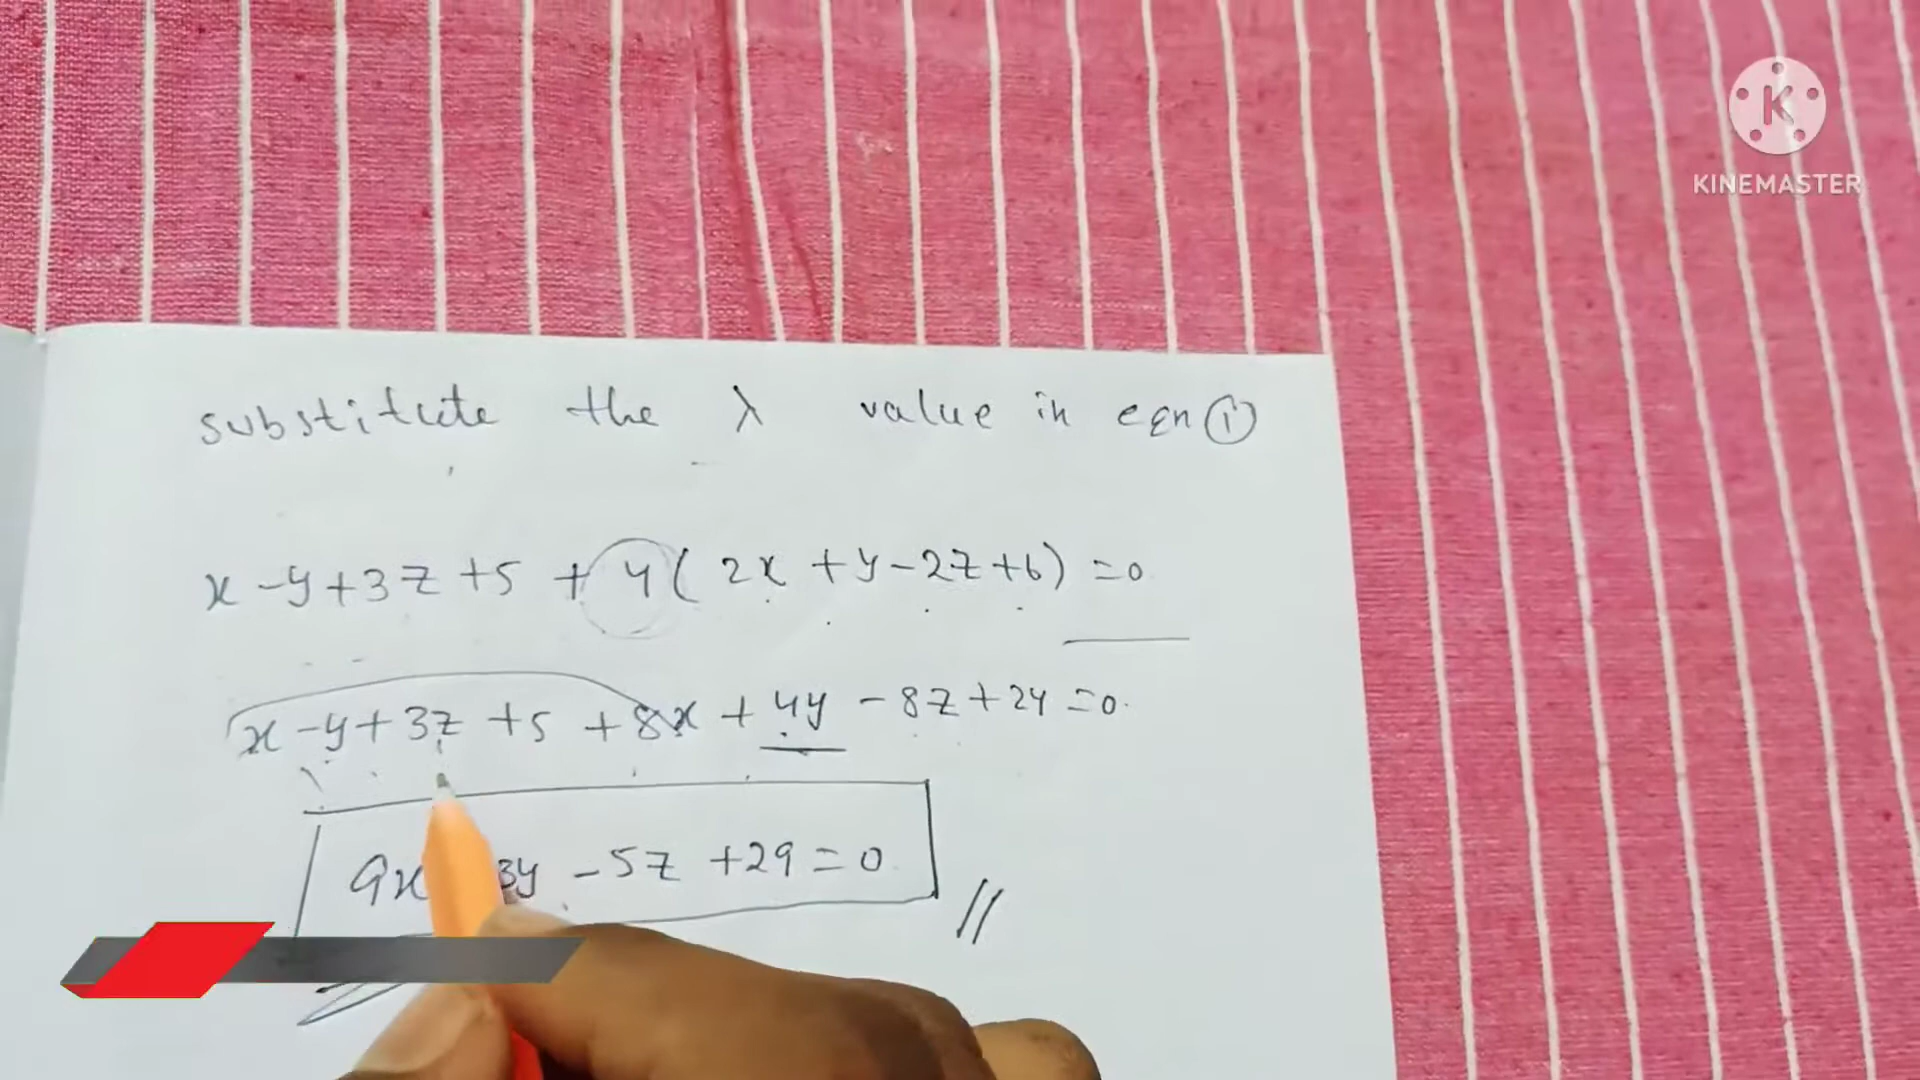 KINEMASTER
substitute the λ value in eqn ①
x - y + 3z + 5 + 4 ( 2x + y - 2z + 6 ) = 0
x - y + 3z + 5 + 8x + 4y - 8z + 24 = 0
9x 3y - 5z + 29 = 0